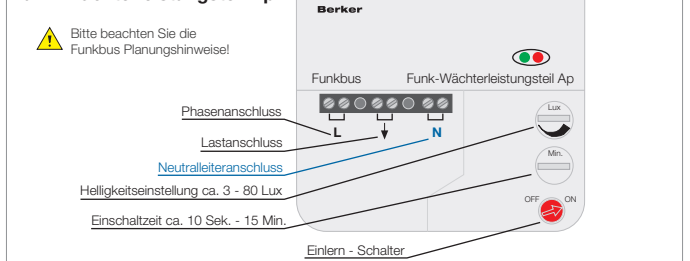 Berker
Bitte beachten Sie die
Funkbus Planungshinweise!
Funkbus
Funk-Wächterleistungsteil Ap
Phasenanschluss
L
N
Lastanschluss
Neutralleiteranschluss
Helligkeitseinstellung ca. 3 - 80 Lux
Einschaltzeit ca. 10 Sek. - 15 Min.
Einlern - Schalter
Lux
Min.
OFF
ON